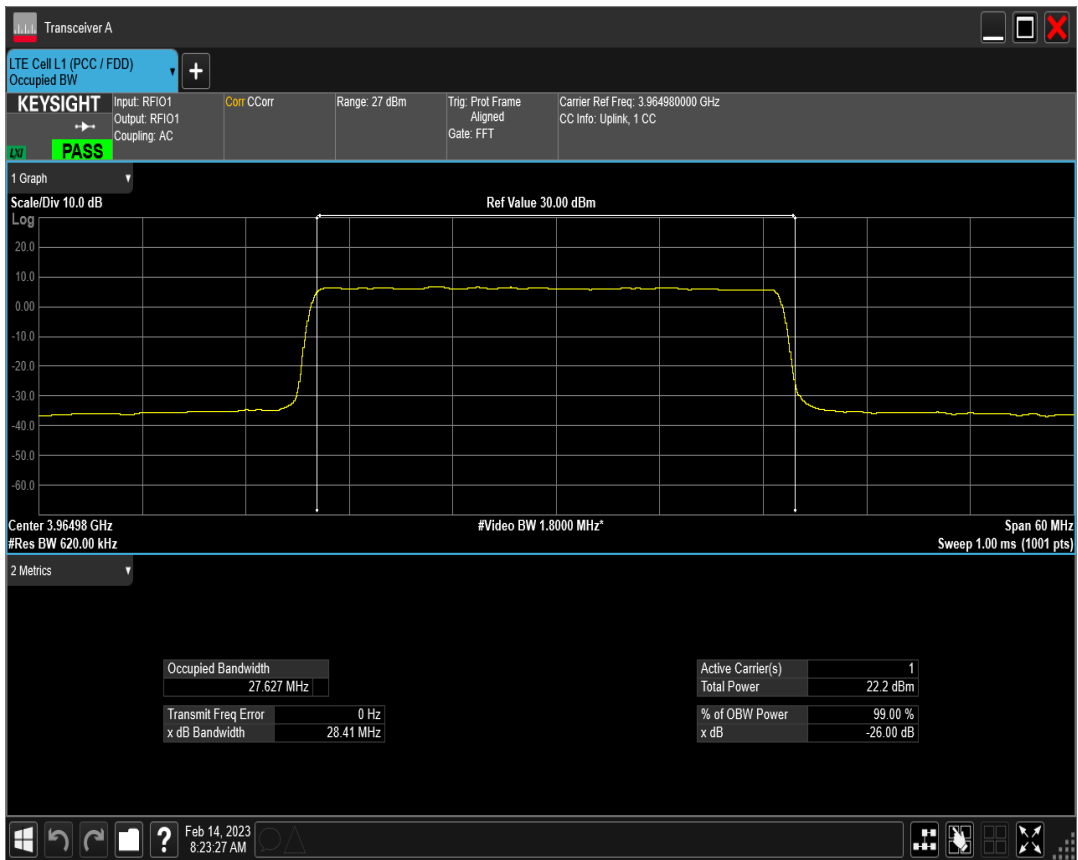 Transceiver A
LTE Cell L1 (PCC / FDD)
Occupied BW
KEYSIGHT
LXI
PASS
Input: RFIO1
Output: RFIO1
Coupling: AC
Corr CCorr
Range: 27 dBm
Trig: Prot Frame
Aligned
Gate: FFT
Carrier Ref Freq: 3.964980000 GHz
CC Info: Uplink, 1 CC
1 Graph
Scale/Div 10.0 dB
Ref Value 30.00 dBm
Log
20.0
10.0
0.00
-10.0
-20.0
-30.0
-40.0
-50.0
-60.0
Center 3.96498 GHz
#Video BW 1.8000 MHz*
Span 60 MHz
#Res BW 620.00 kHz
Sweep 1.00 ms (1001 pts)
2 Metrics
Occupied Bandwidth
27.627 MHz
Transmit Freq Error 0 Hz
x dB Bandwidth 28.41 MHz
Active Carrier(s) 1
Total Power 22.2 dBm
% of OBW Power 99.00 %
x dB -26.00 dB
?
Feb 14, 2023
8:23:27 AM